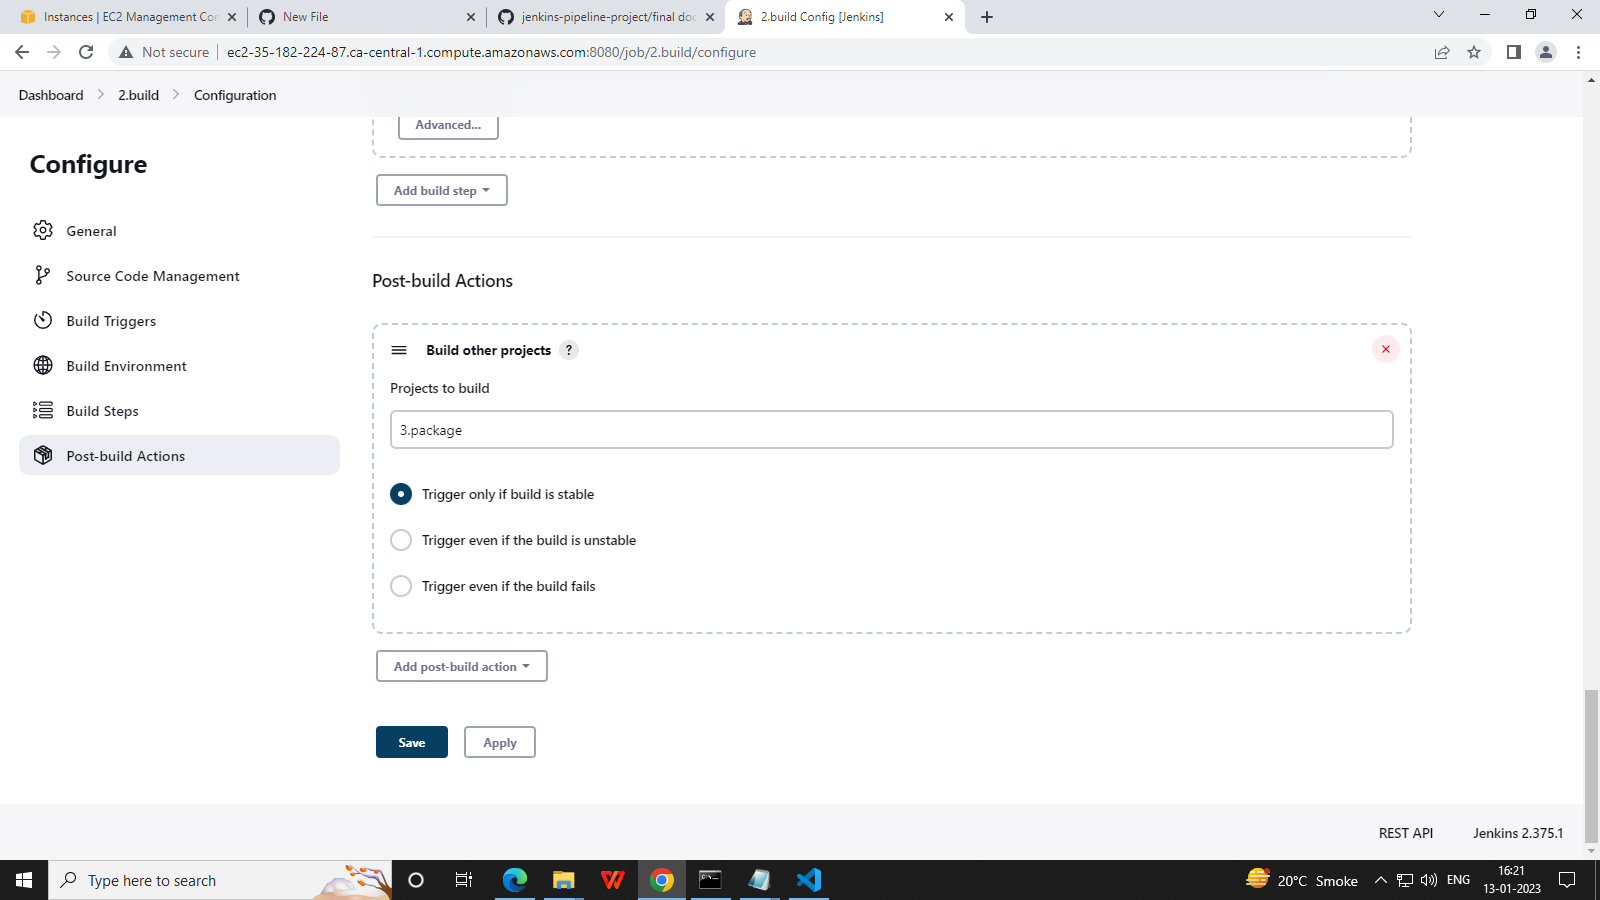 Instances | EC2 Management Con
New File
jenkins-pipeline-project/final doc
2.build Config [Jenkins]
Not secure
ec2-35-182-224-87.ca-central-1.compute.amazonaws.com:8080/job/2.build/configure
Dashboard
2.build
Configuration
Configure
General
Source Code Management
Build Triggers
Build Environment
Build Steps
Post-build Actions
Advanced...
Add build step
Post-build Actions
Build other projects ?
Projects to build
3.package
Trigger only if build is stable
Trigger even if the build is unstable
Trigger even if the build fails
Add post-build action
Save
Apply
REST API
Jenkins 2.375.1
Type here to search
20°C Smoke
ENG
16:21
13-01-2023